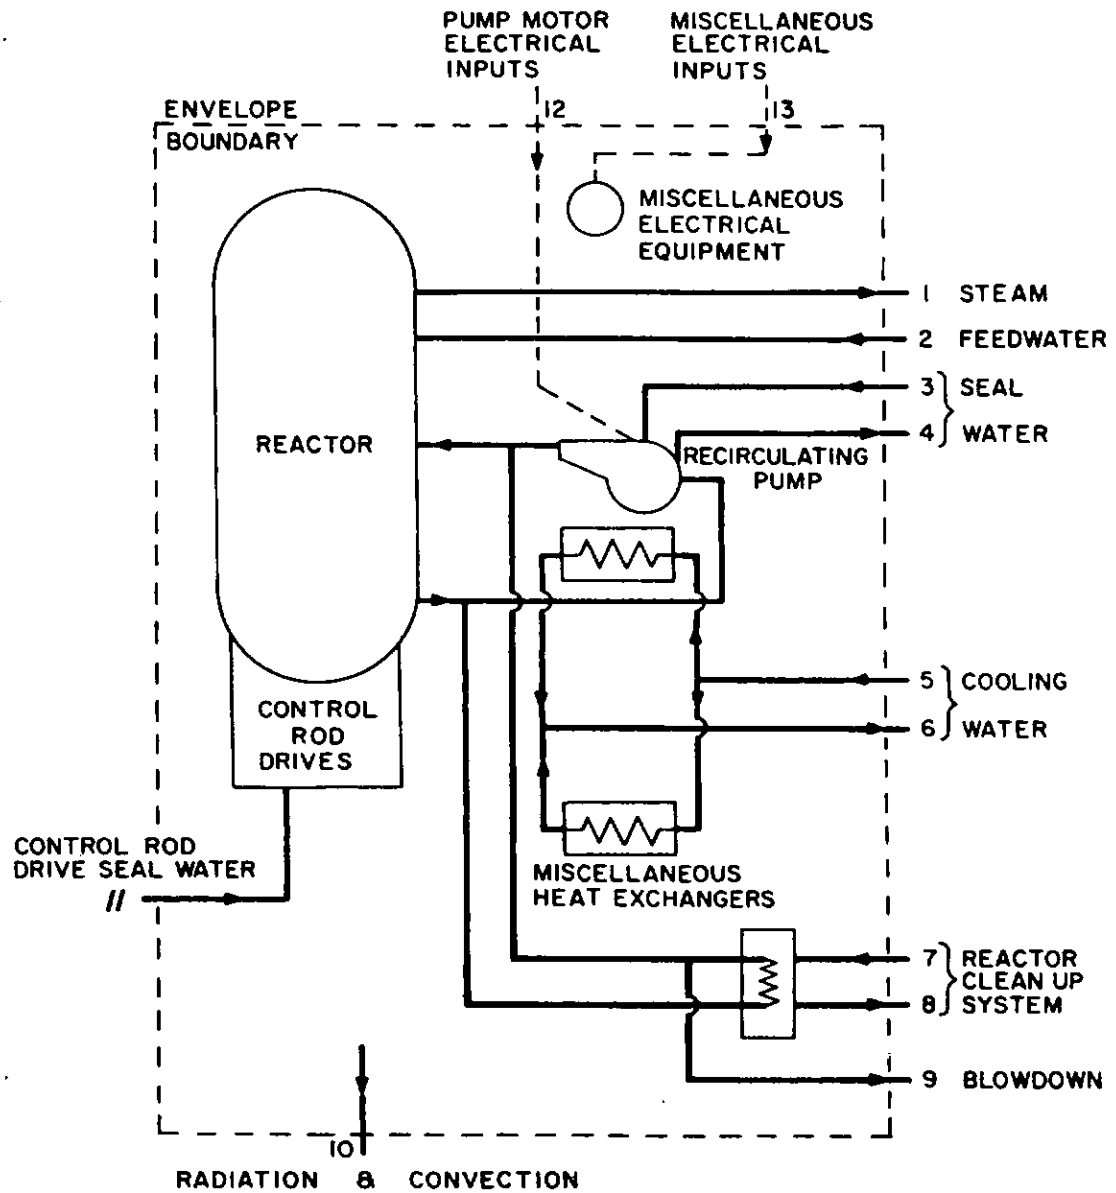 PUMP MOTOR
ELECTRICAL
INPUTS
MISCELLANEOUS
ELECTRICAL
INPUTS
12
13
ENVELOPE
BOUNDARY
MISCELLANEOUS
ELECTRICAL
EQUIPMENT
1 STEAM
2 FEEDWATER
3 SEAL
4 WATER
REACTOR
RECIRCULATING
PUMP
5 COOLING
6 WATER
CONTROL
ROD
DRIVES
CONTROL ROD
DRIVE SEAL WATER
11
MISCELLANEOUS
HEAT EXCHANGERS
7 REACTOR
CLEAN UP
8 SYSTEM
9 BLOWDOWN
10
RADIATION & CONVECTION